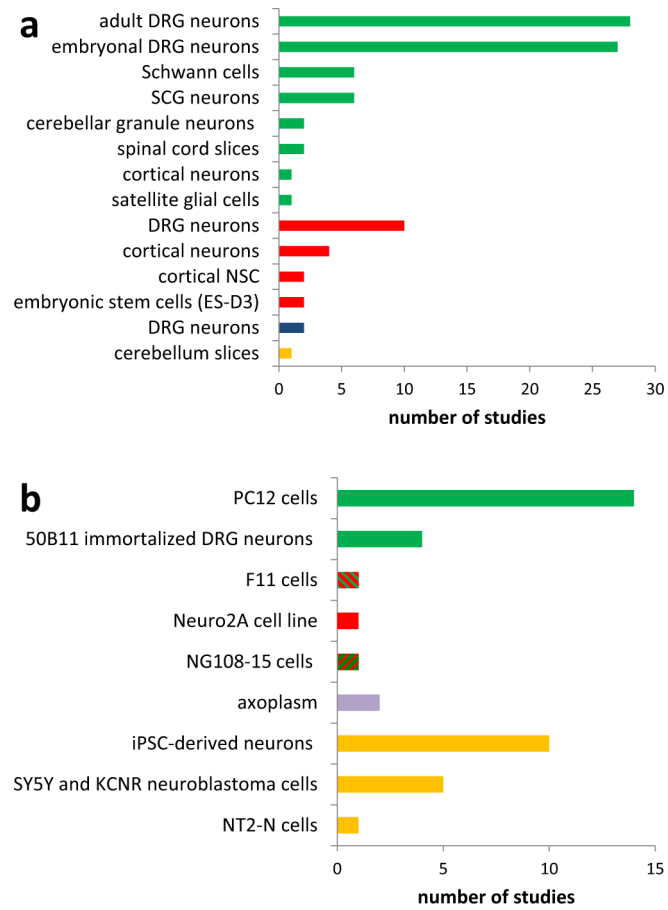 a
adult DRG neurons
embryonal DRG neurons
Schwann cells
SCG neurons
cerebellar granule neurons
spinal cord slices
cortical neurons
satellite glial cells
DRG neurons
cortical neurons
cortical NSC
embryonic stem cells (ES-D3)
DRG neurons
cerebellum slices
0 5 10 15 20 25 30
number of studies
b
PC12 cells
50B11 immortalized DRG neurons
F11 cells
Neuro2A cell line
NG108-15 cells
axoplasm
iPSC-derived neurons
SY5Y and KCNR neuroblastoma cells
NT2-N cells
0 5 10 15
number of studies